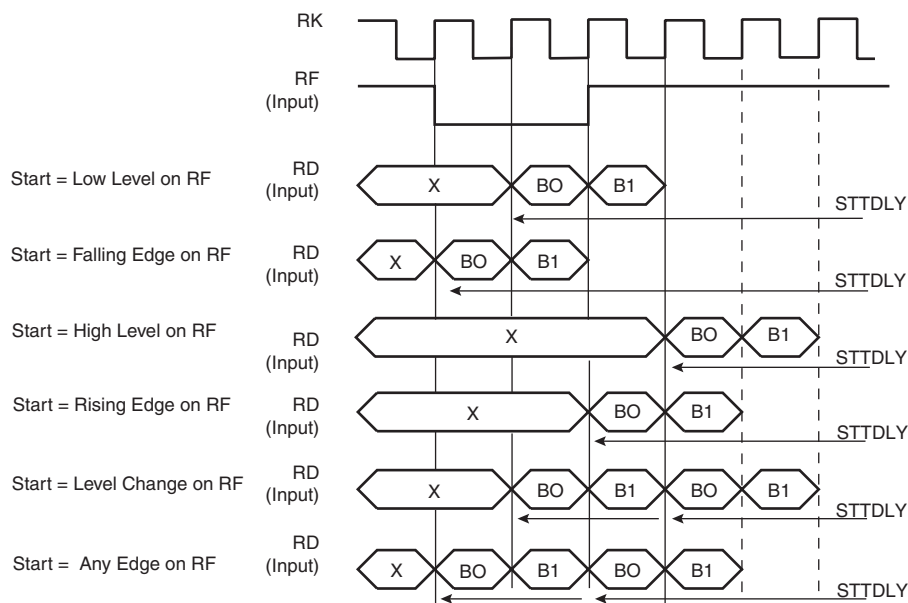 RK
RF
(Input)
Start = Low Level on RF
RD
(Input)
X
BO
B1
STTDLY
Start = Falling Edge on RF
RD
(Input)
X
BO
B1
STTDLY
Start = High Level on RF
RD
(Input)
X
BO
B1
STTDLY
Start = Rising Edge on RF
RD
(Input)
X
BO
B1
STTDLY
Start = Level Change on RF
RD
(Input)
X
BO
B1
BO
B1
STTDLY
Start = Any Edge on RF
RD
(Input)
X
BO
B1
BO
B1
STTDLY